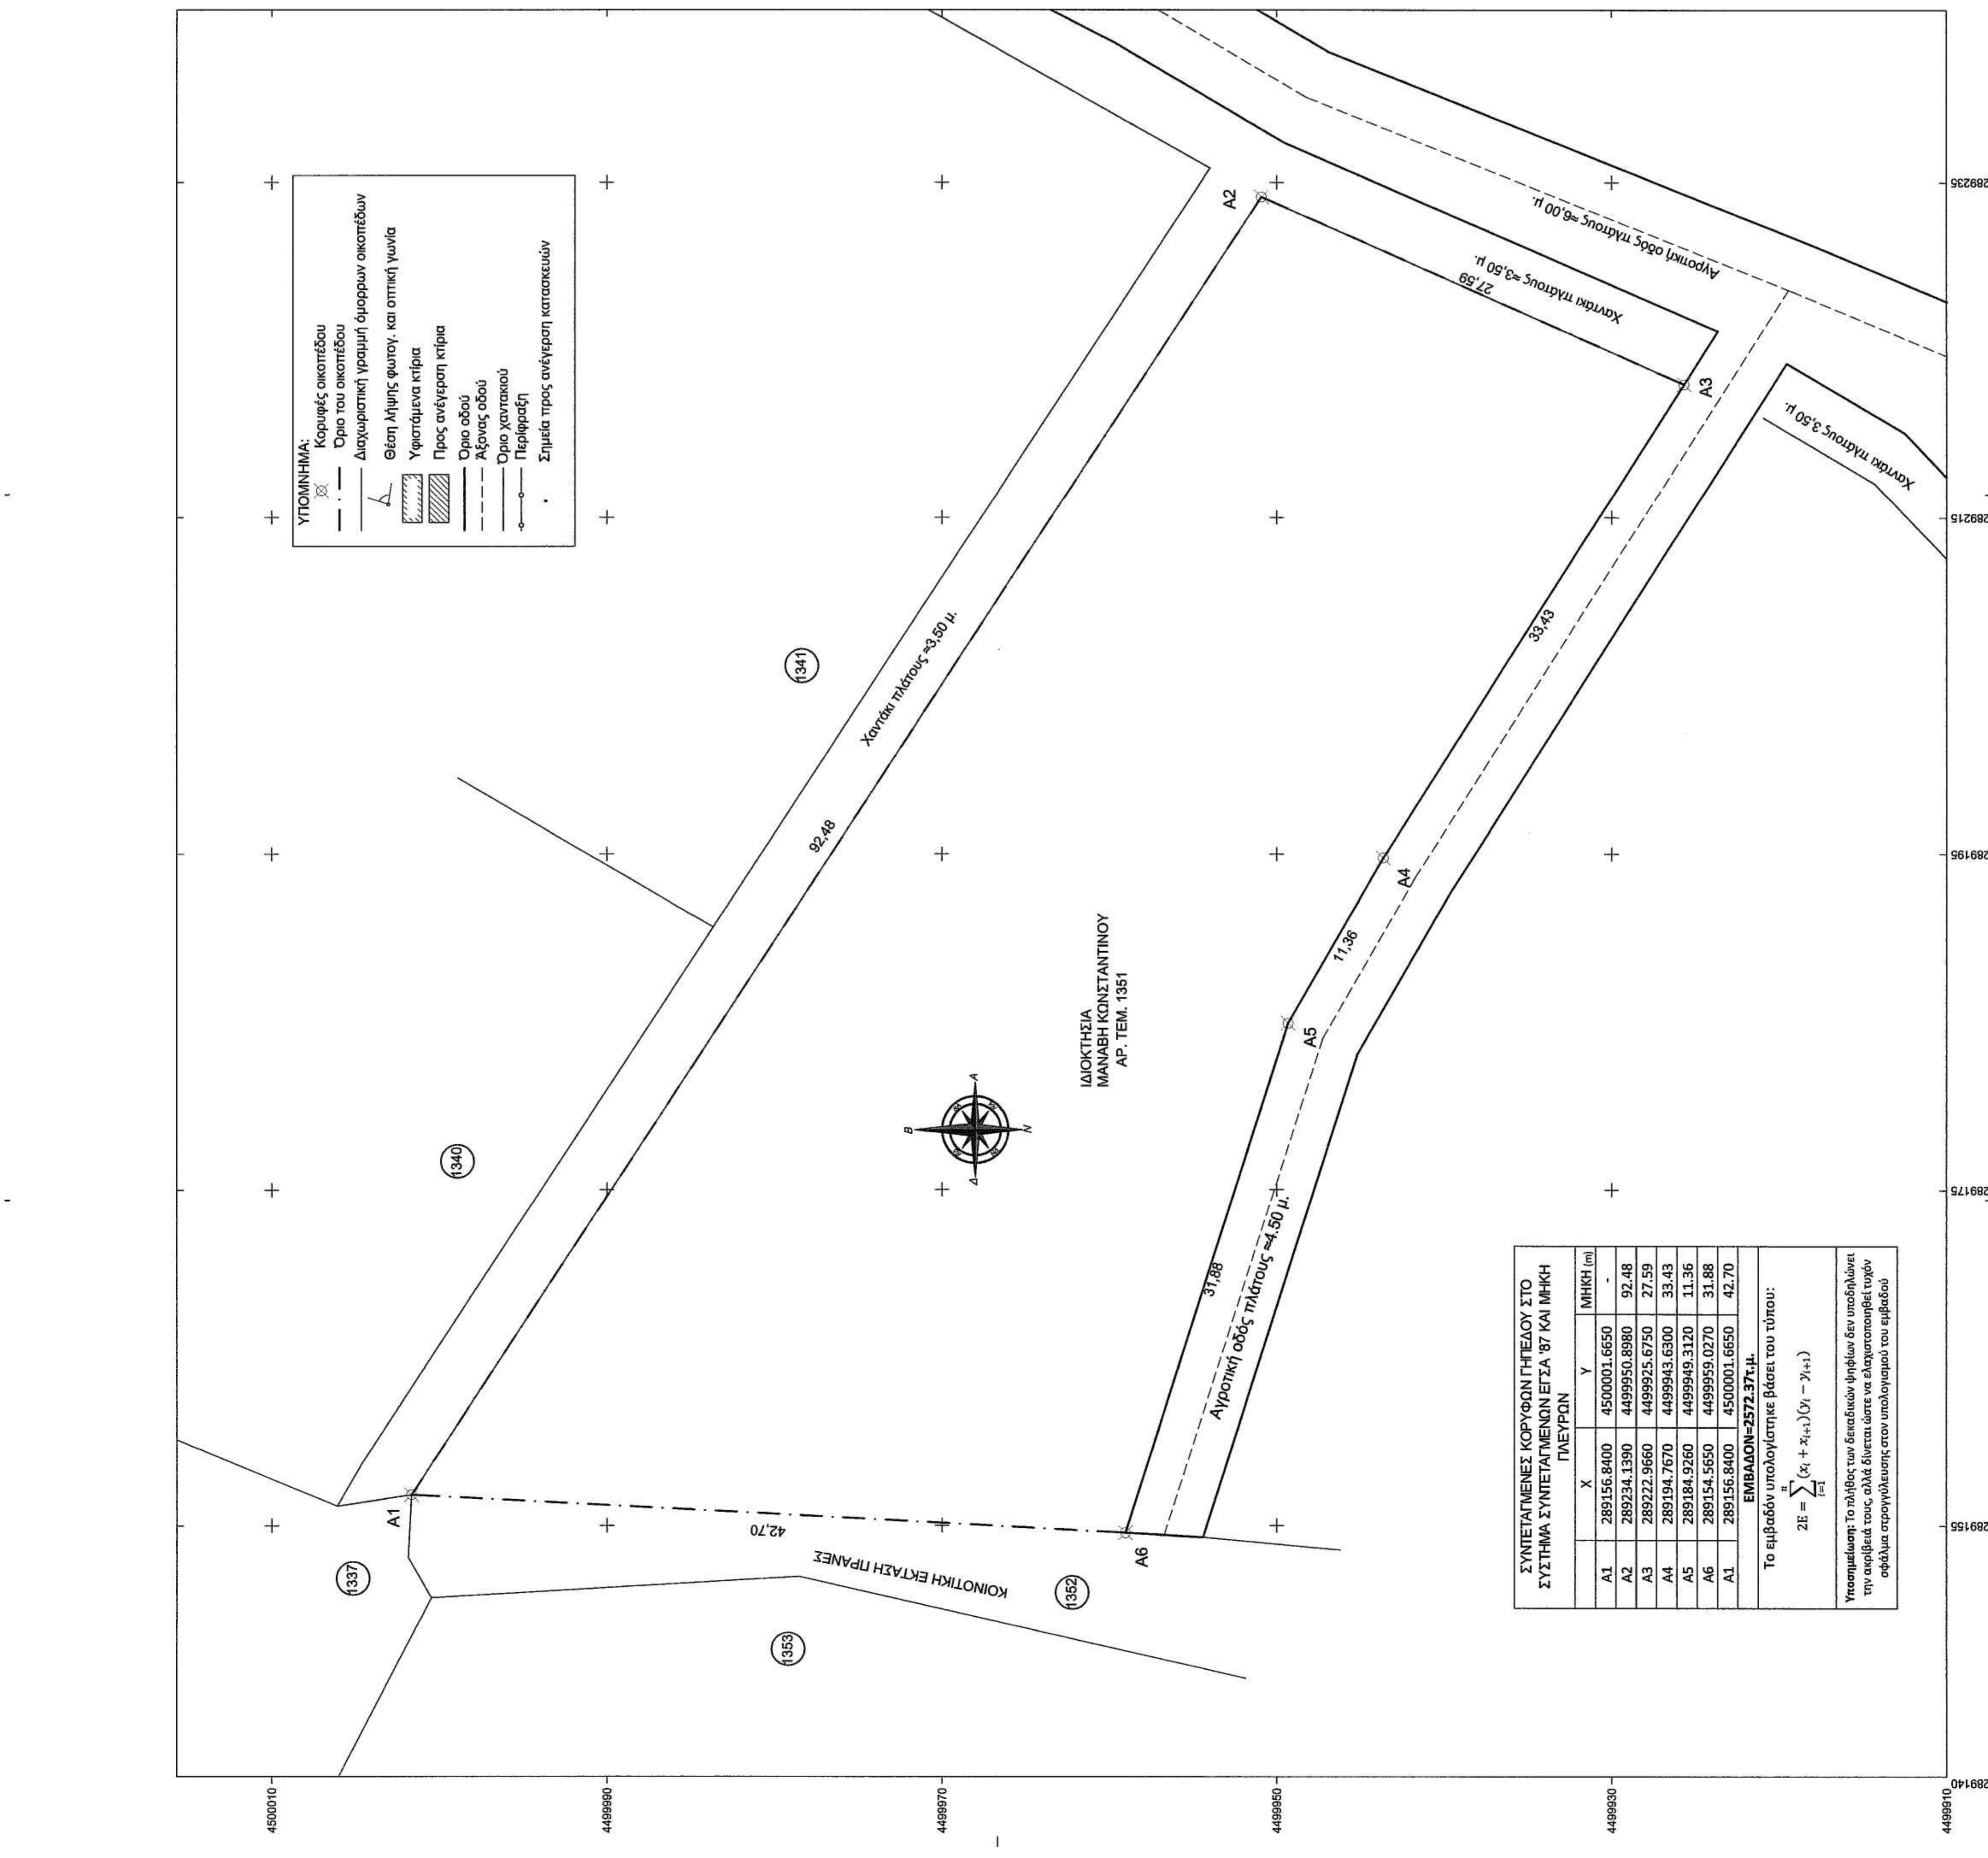 ΥΠΟΜΝΗΜΑ:
Κορυφές οικοπέδου
Όριο του οικοπέδου
Διαχωριστική γραμμή όμορρων οικοπέδων
Θέση λήψης φωτογ. και οπτική γωνία
Υφιστάμενα κτίρια
Προς ανέγερση κτίρια
Όριο οδού
Άξονας οδού
Όριο χαντακιού
Περίφραξη
Σημεία προς ανέγερση κατασκευών
1341
1340
1337
1353
1352
A1
A2
A3
A4
A5
A6
92,48
27,59
33,43
11,36
31,88
42,70
Χαντάκι πλάτους ≈3,50 μ.
Χαντάκι πλάτους ≈3,50 μ.
Αγροτική οδός πλάτους ≈6,00 μ.
Χαντάκι πλάτους 3,50 μ.
Αγροτική οδός πλάτους ≈4.50 μ.
ΚΟΙΝΟΤΙΚΗ ΕΚΤΑΣΗ ΠΡΑΝΕΣ
ΙΔΙΟΚΤΗΣΙΑ
ΜΑΝΑΒΗ ΚΩΝΣΤΑΝΤΙΝΟΥ
ΑΡ. ΤΕΜ. 1351
Β
Α
Ν
Δ
ΣΥΝΤΕΤΑΓΜΕΝΕΣ ΚΟΡΥΦΩΝ ΓΗΠΕΔΟΥ ΣΤΟ
ΣΥΣΤΗΜΑ ΣΥΝΤΕΤΑΓΜΕΝΩΝ ΕΓΣΑ '87 ΚΑΙ ΜΗΚΗ
ΠΛΕΥΡΩΝ
X Y ΜΗΚΗ (m)
A1 289156.8400 4500001.6650 -
A2 289234.1390 4499950.8980 92.48
A3 289222.9660 4499925.6750 27.59
A4 289194.7670 4499943.6300 33.43
A5 289184.9260 4499949.3120 11.36
A6 289154.5650 4499959.0270 31.88
A1 289156.8400 4500001.6650 42.70
ΕΜΒΑΔΟΝ=2572.37τ.μ.
Το εμβαδόν υπολογίστηκε βάσει του τύπου:
2E = ∑ⁿᵢ₌₁ (xᵢ + xᵢ₊₁)(yᵢ − yᵢ₊₁)
Υποσημείωση: Το πλήθος των δεκαδικών ψηφίων δεν υποδηλώνει
την ακρίβειά τους, αλλά δίνεται ώστε να ελαχιστοποιηθεί τυχόν
σφάλμα στρογγύλευσης στον υπολογισμό του εμβαδού
4500010
4499990
4499970
4499950
4499930
4499910
289140
289155
289175
289195
289215
289235